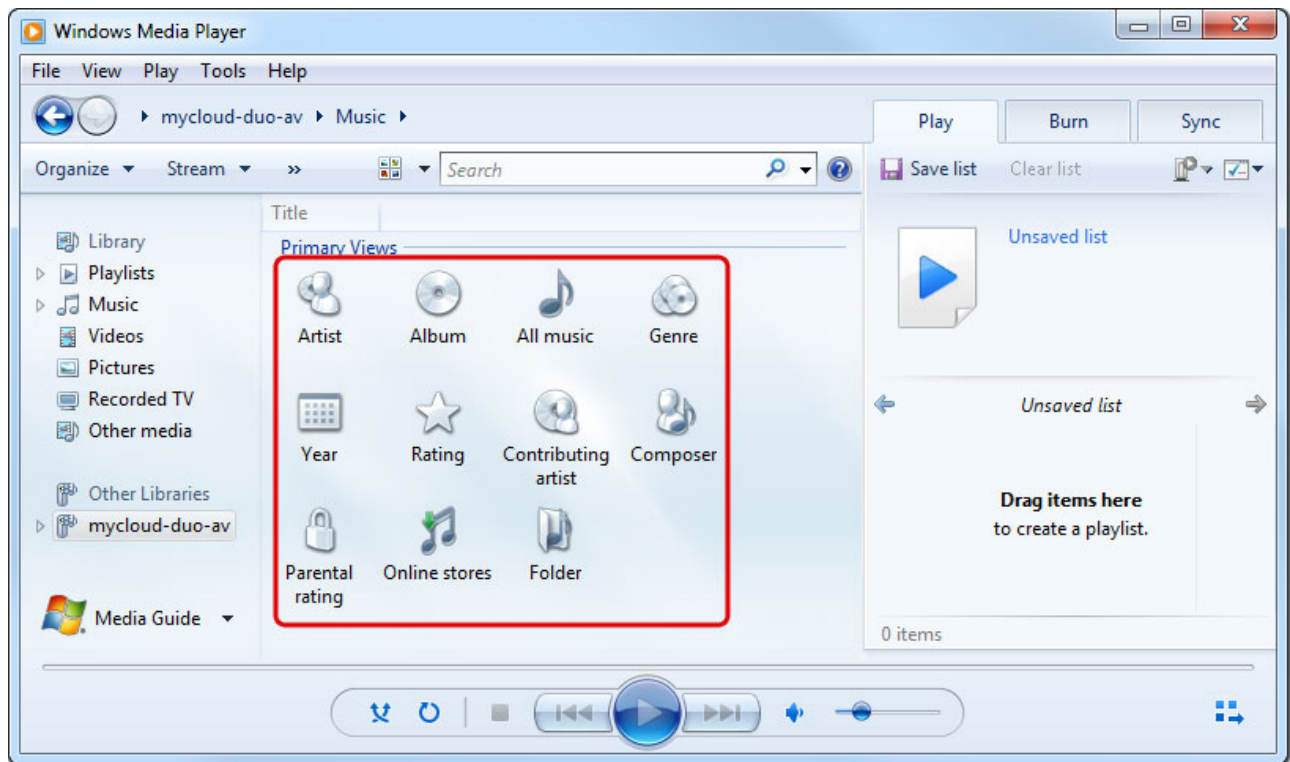 Windows Media Player
File View Play Tools Help
mycloud-duo-av Music
Play Burn Sync
Organize Stream » Search
Save list Clear list
Title
Primary Views
Library
Playlists
Music
Videos
Pictures
Recorded TV
Other media
Other Libraries
mycloud-duo-av
Media Guide
Artist Album All music Genre
Year Rating Contributing artist Composer
Parental rating Online stores Folder
Unsaved list
Unsaved list
Drag items here
to create a playlist.
0 items